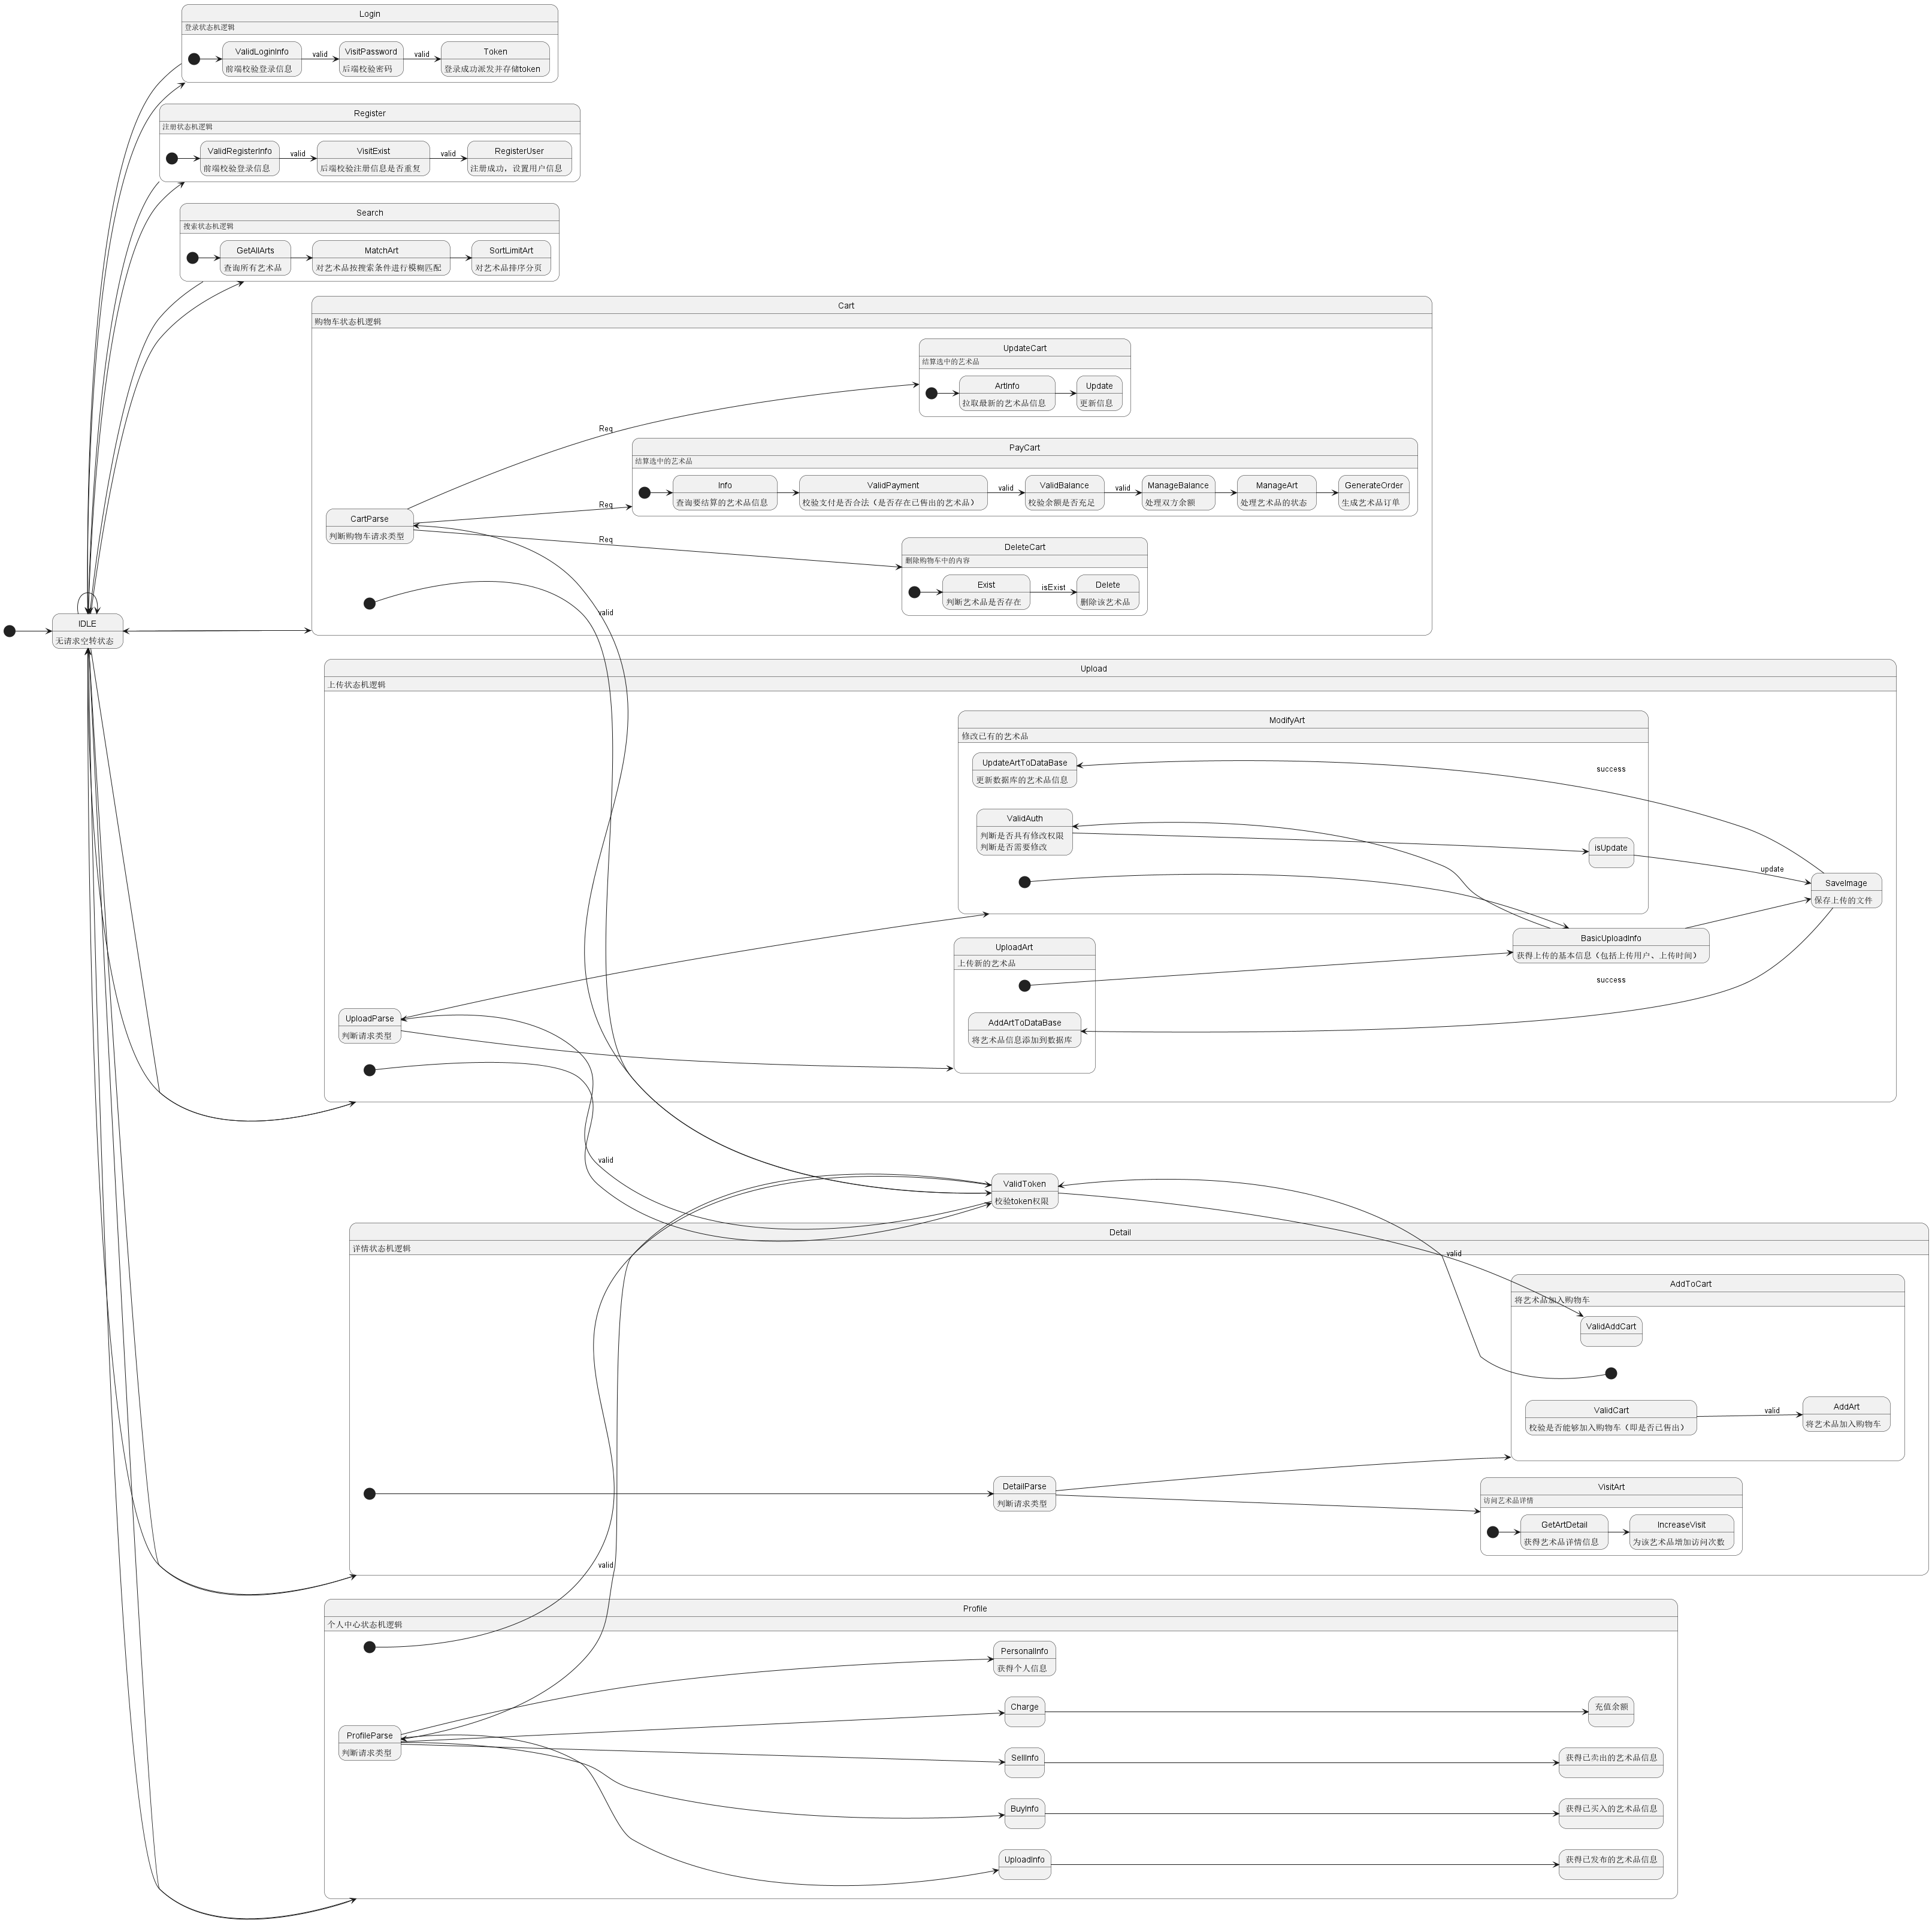 Login
登录状态机逻辑
ValidLoginInfo
前端校验登录信息
valid
VisitPassword
后端校验密码
valid
Token
登录成功派发并存储token
Register
注册状态机逻辑
ValidRegisterInfo
前端校验登录信息
valid
VisitExist
后端校验注册信息是否重复
valid
RegisterUser
注册成功，设置用户信息
Search
搜索状态机逻辑
GetAllArts
查询所有艺术品
MatchArt
对艺术品按搜索条件进行模糊匹配
SortLimitArt
对艺术品排序分页
IDLE
无请求空转状态
Cart
购物车状态机逻辑
CartParse
判断购物车请求类型
Req
UpdateCart
结算选中的艺术品
ArtInfo
拉取最新的艺术品信息
Update
更新信息
Req
PayCart
结算选中的艺术品
Info
查询要结算的艺术品信息
ValidPayment
校验支付是否合法（是否存在已售出的艺术品）
valid
ValidBalance
校验余额是否充足
valid
ManageBalance
处理双方余额
ManageArt
处理艺术品的状态
GenerateOrder
生成艺术品订单
Req
DeleteCart
删除购物车中的内容
Exist
判断艺术品是否存在
isExist
Delete
删除该艺术品
valid
Upload
上传状态机逻辑
ModifyArt
修改已有的艺术品
UpdateArtToDataBase
更新数据库的艺术品信息
success
ValidAuth
判断是否具有修改权限
判断是否需要修改
isUpdate
update
SaveImage
保存上传的文件
BasicUploadInfo
获得上传的基本信息（包括上传用户、上传时间）
UploadArt
上传新的艺术品
success
AddArtToDataBase
将艺术品信息添加到数据库
UploadParse
判断请求类型
valid
ValidToken
校验token权限
Detail
详情状态机逻辑
valid
AddToCart
将艺术品加入购物车
ValidAddCart
ValidCart
校验是否能够加入购物车（即是否已售出）
valid
AddArt
将艺术品加入购物车
DetailParse
判断请求类型
VisitArt
访问艺术品详情
GetArtDetail
获得艺术品详情信息
IncreaseVisit
为该艺术品增加访问次数
valid
Profile
个人中心状态机逻辑
PersonalInfo
获得个人信息
ProfileParse
判断请求类型
Charge
充值余额
SellInfo
获得已卖出的艺术品信息
BuyInfo
获得已买入的艺术品信息
UploadInfo
获得已发布的艺术品信息